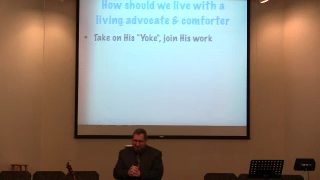 How should we live with a
living advocate & comforter
• Take on His "Yoke", join His work